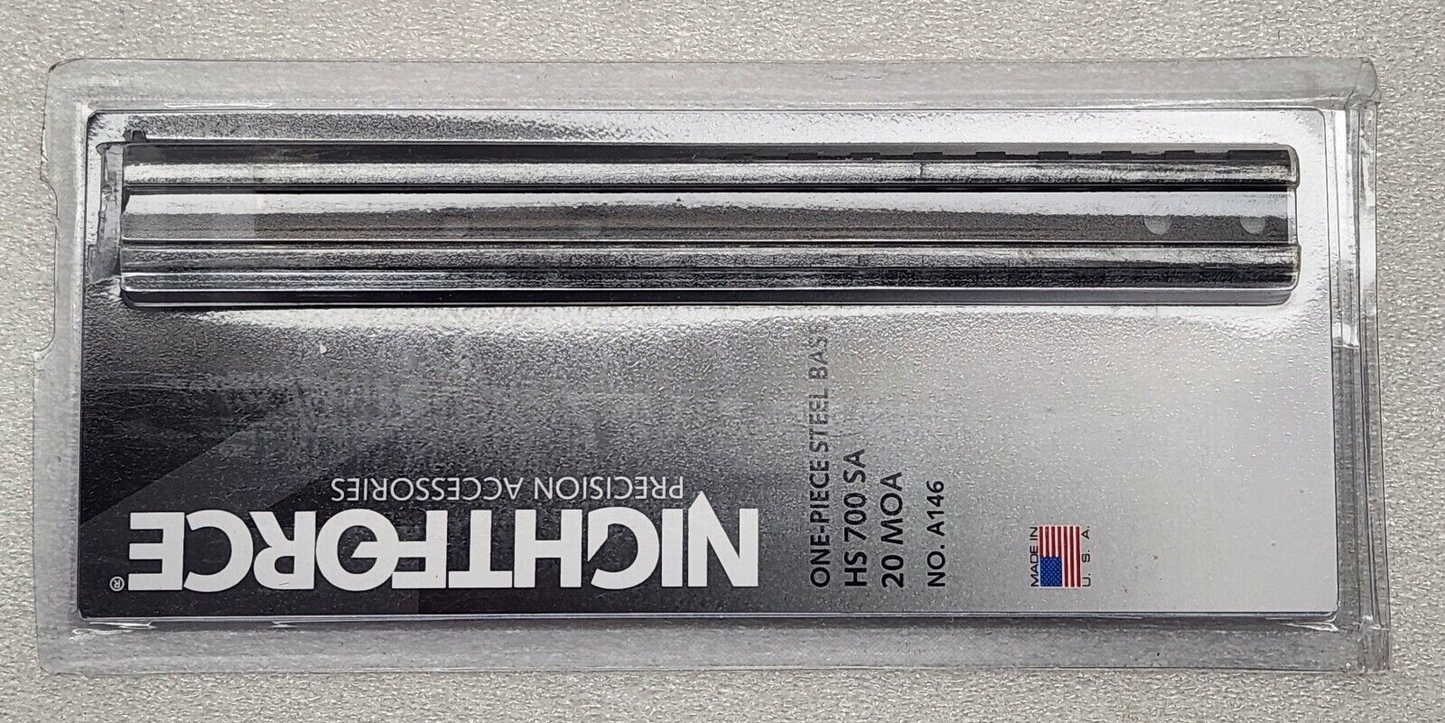 NIGHTFORCE®
PRECISION ACCESSORIES
ONE-PIECE STEEL BASE
HS 700 SA
20 MOA
NO. A146
MADE IN
U. S. A.